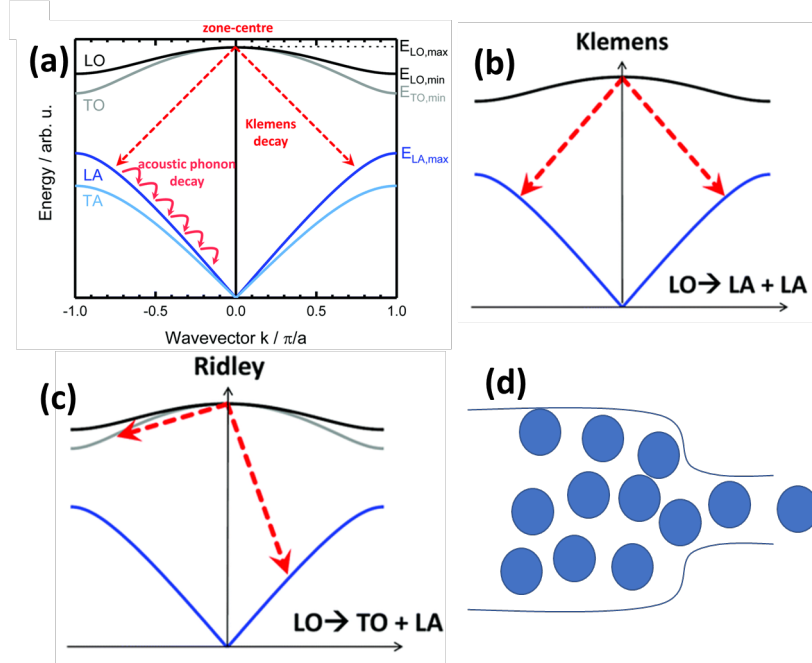 zone-centre
(a)
LO
TO
E_LO,max
E_LO,min
E_TO,min
Klemens
decay
acoustic phonon
decay
E_LA,max
LA
TA
Energy / arb. u.
-1.0 -0.5 0.0 0.5 1.0
Wavevector k / π/a
(b)
Klemens
LO→ LA + LA
(c)
Ridley
LO→ TO + LA
(d)